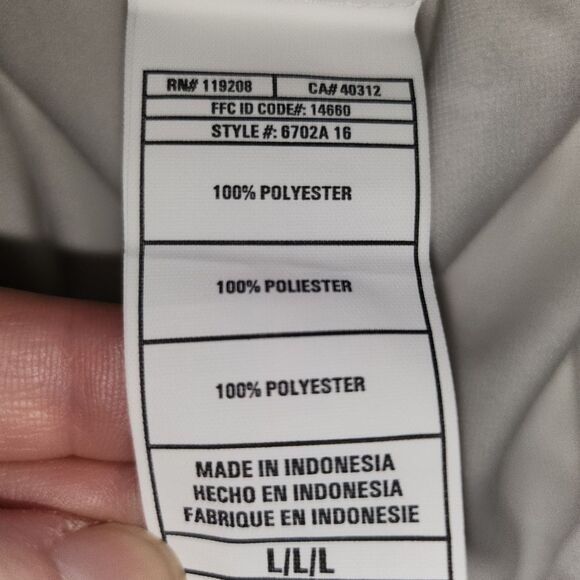 RN# 119208 CA# 40312
FFC ID CODE#: 14660
STYLE #: 6702A 16
100% POLYESTER
100% POLIESTER
100% POLYESTER
MADE IN INDONESIA
HECHO EN INDONESIA
FABRIQUE EN INDONESIE
L/L/L